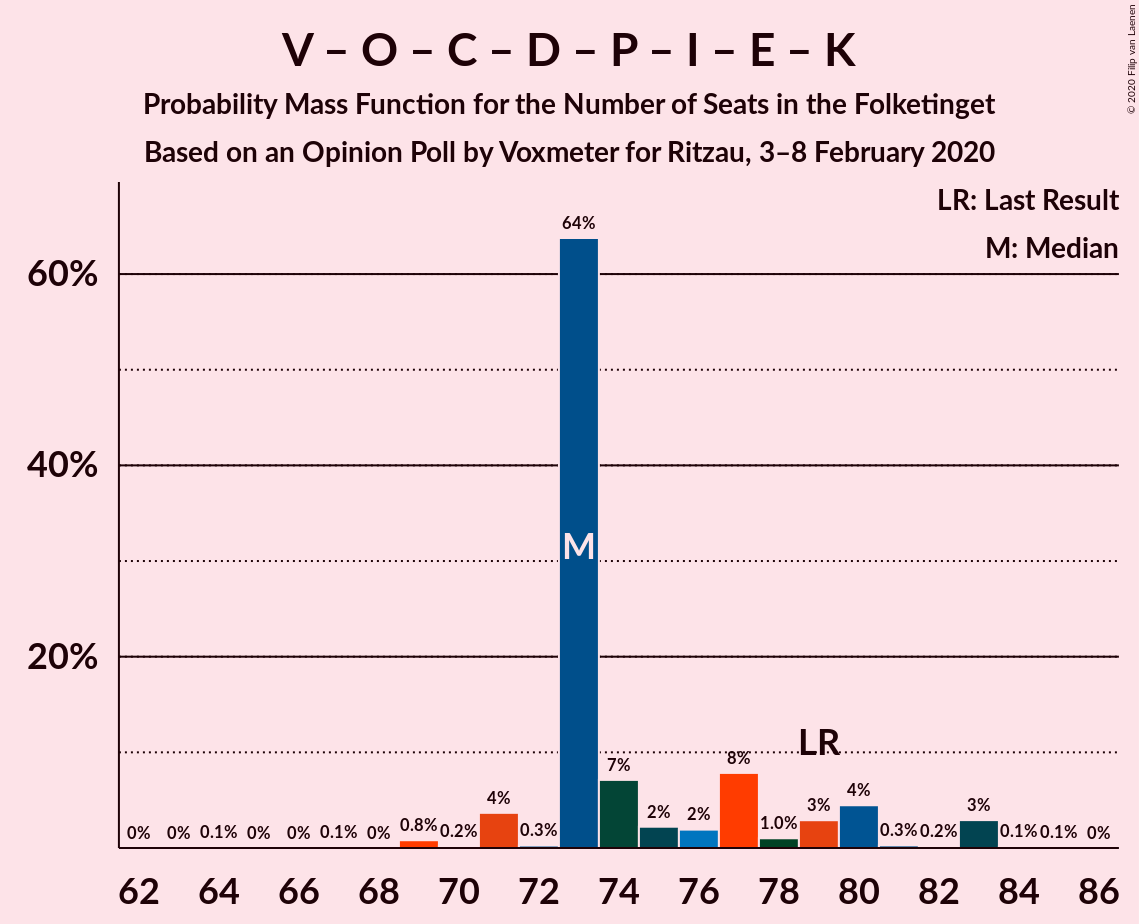 V – O – C – D – P – I – E – K
Probability Mass Function for the Number of Seats in the Folketinget
Based on an Opinion Poll by Voxmeter for Ritzau, 3–8 February 2020
© 2020 Filip van Laenen
LR: Last Result
M: Median
60%
40%
20%
64%
M
LR
0% 0% 0.1% 0% 0% 0.1% 0% 0.8% 0.2% 4% 0.3% 7% 2% 2% 8% 1.0% 3% 4% 0.3% 0.2% 3% 0.1% 0.1% 0%
62 64 66 68 70 72 74 76 78 80 82 84 86